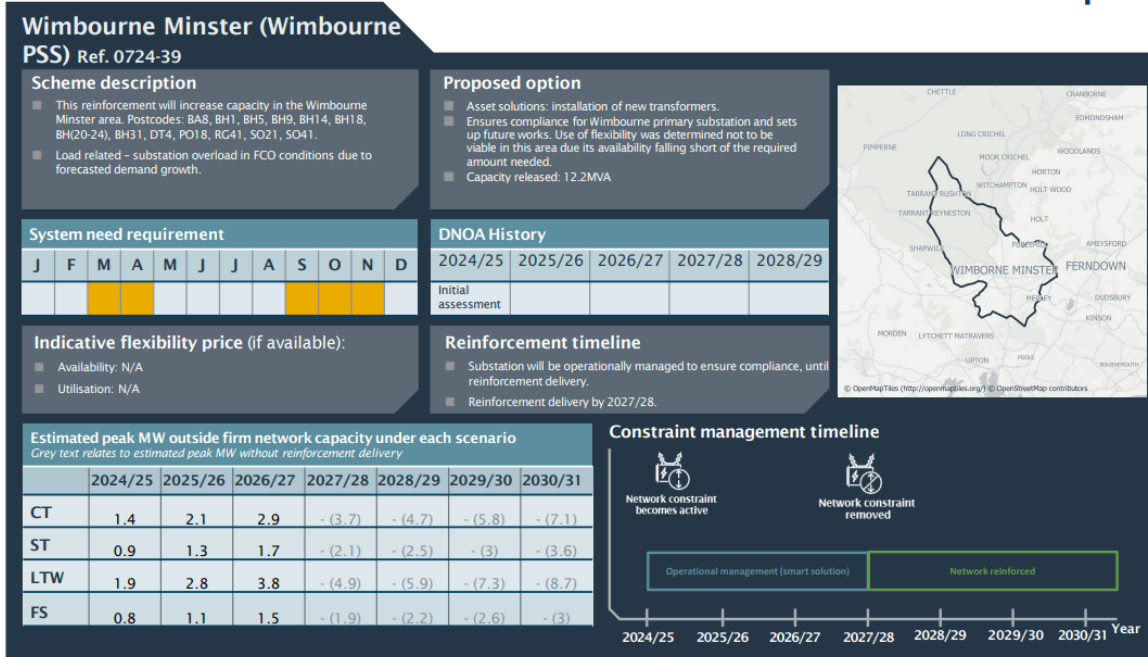 Wimbourne Minster (Wimbourne
PSS) Ref. 0724-39
Scheme description
This reinforcement will increase capacity in the Wimbourne
Minster area. Postcodes: BA8, BH1, BH5, BH9, BH14, BH18,
BH(20-24), BH31, DT4, PO18, RG41, SO21, SO41.
Load related – substation overload in FCO conditions due to
forecasted demand growth.
Proposed option
Asset solutions: installation of new transformers.
Ensures compliance for Wimbourne primary substation and sets
up future works. Use of flexibility was determined not to be
viable in this area due its availability falling short of the required
amount needed.
Capacity released: 12.2MVA
System need requirement
J F M A M J J A S O N D
DNOA History
2024/25 2025/26 2026/27 2027/28 2028/29
Initial
assessment
Indicative flexibility price (if available):
Availability: N/A
Utilisation: N/A
Reinforcement timeline
Substation will be operationally managed to ensure compliance, until
reinforcement delivery.
Reinforcement delivery by 2027/28.
CHETTLE
CRANBORNE
EDMONDSHAM
LONG CRICHEL
PIMPERNE
WOODLANDS
MOOR CRICHEL
HORTON
WITCHAMPTON
HOLT WOOD
TARRANT RUSHTON
TARRANT KEYNESTON
HOLT
SHAPWICK
FURZEHILL
AMEYSFORD
WIMBORNE MINSTER
FERNDOWN
MERLEY
DUDSBURY
KINSON
MORDEN
LYTCHETT MATRAVERS
UPTON
POOLE
BOURNEMOUTH
© OpenMapTiles (http://openmaptiles.org/) © OpenStreetMap contributors
Estimated peak MW outside firm network capacity under each scenario
Grey text relates to estimated peak MW without reinforcement delivery
2024/25 2025/26 2026/27 2027/28 2028/29 2029/30 2030/31
CT 1.4 2.1 2.9 - (3.7) - (4.7) - (5.8) - (7.1)
ST 0.9 1.3 1.7 - (2.1) - (2.5) - (3) - (3.6)
LTW 1.9 2.8 3.8 - (4.9) - (5.9) - (7.3) - (8.7)
FS 0.8 1.1 1.5 - (1.9) - (2.2) - (2.6) - (3)
Constraint management timeline
Network constraint
becomes active
Network constraint
removed
Operational management (smart solution)
Network reinforced
2024/25 2025/26 2026/27 2027/28 2028/29 2029/30 2030/31 Year